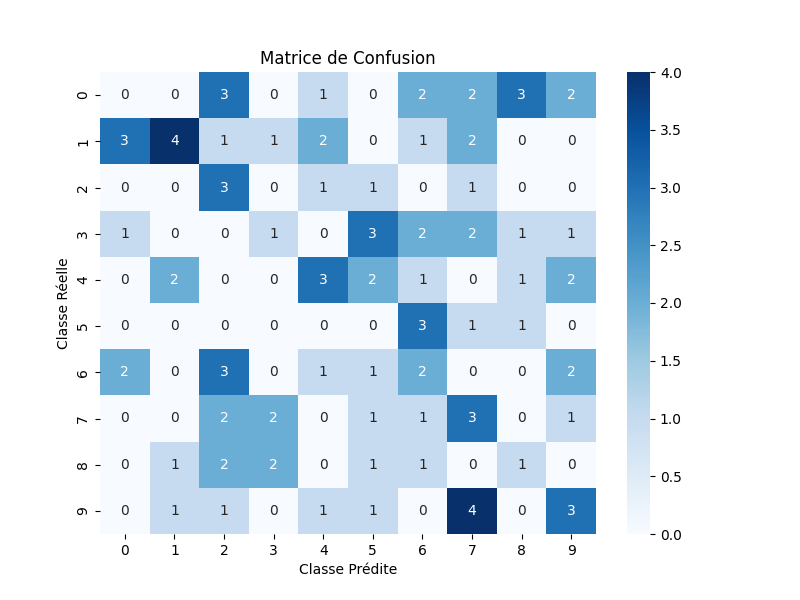 Matrice de Confusion
0 0 0 3 0 1 0 2 2 3 2
1 3 4 1 1 2 0 1 2 0 0
2 0 0 3 0 1 1 0 1 0 0
3 1 0 0 1 0 3 2 2 1 1
4 0 2 0 0 3 2 1 0 1 2
5 0 0 0 0 0 0 3 1 1 0
6 2 0 3 0 1 1 2 0 0 2
7 0 0 2 2 0 1 1 3 0 1
8 0 1 2 2 0 1 1 0 1 0
9 0 1 1 0 1 1 0 4 0 3
0 1 2 3 4 5 6 7 8 9
Classe Prédite
Classe Réelle
4.0
3.5
3.0
2.5
2.0
1.5
1.0
0.5
0.0